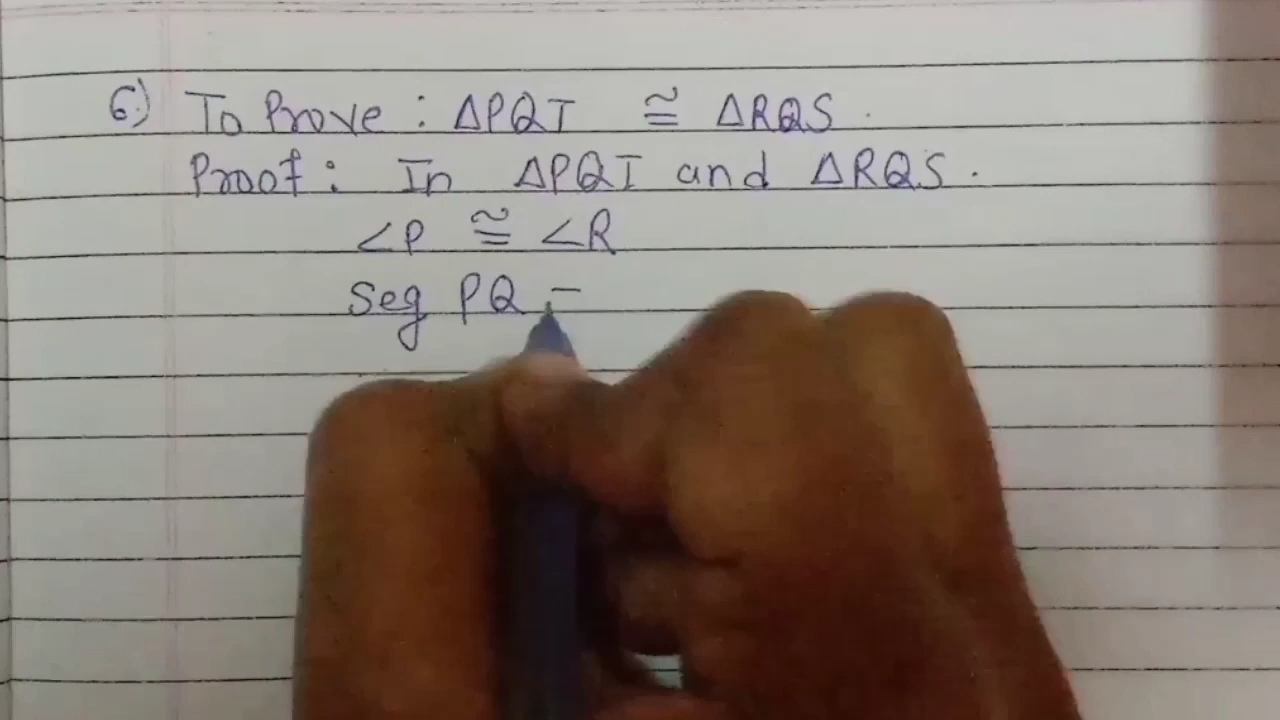 6) To Prove : ΔPQT ≅ ΔRQS.
Proof : In ΔPQT and ΔRQS.
∠P ≅ ∠R
seg PQ -